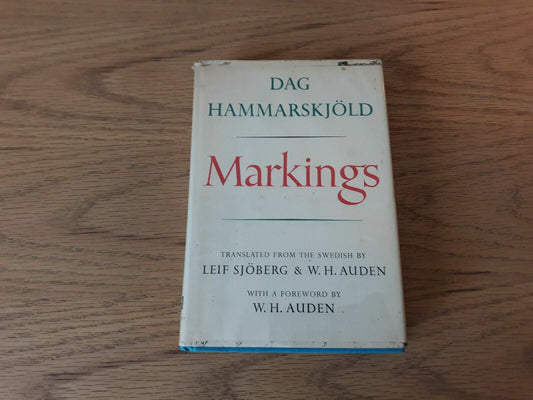 DAG
HAMMARSKJÖLD
Markings
TRANSLATED FROM THE SWEDISH BY
LEIF SJÖBERG & W. H. AUDEN
WITH A FOREWORD BY
W. H. AUDEN